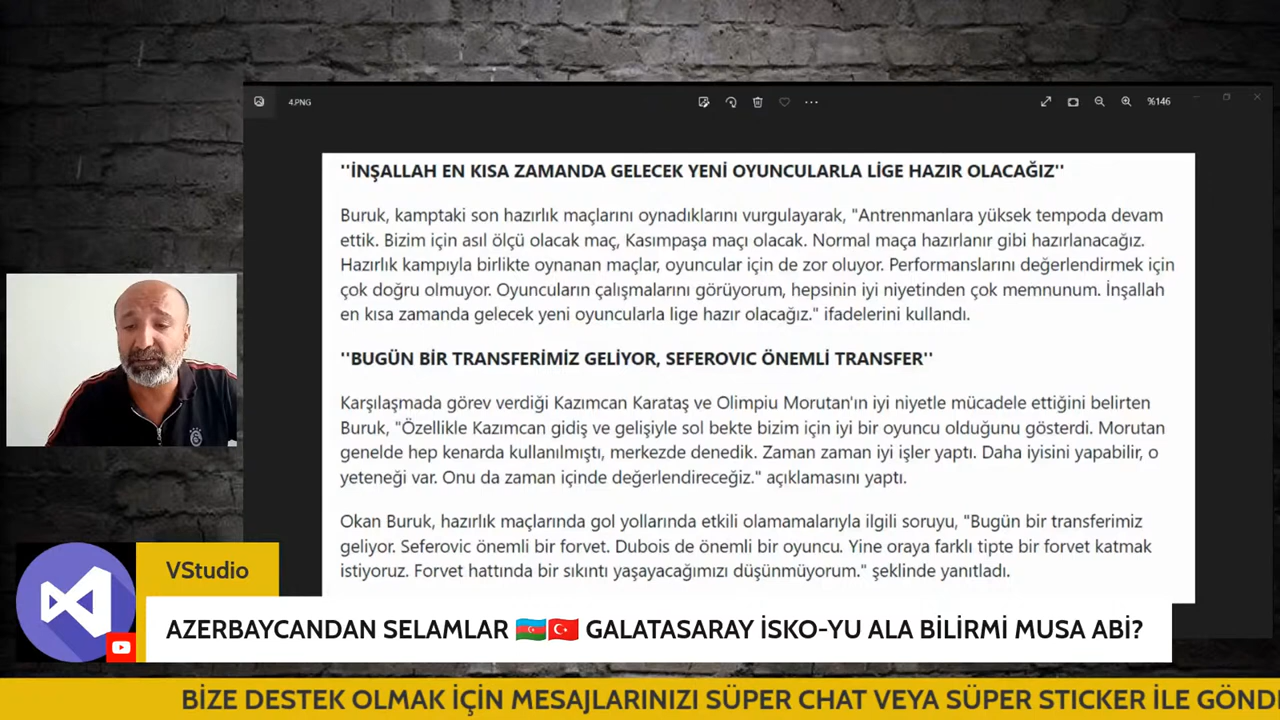 4.PNG
%146
''İNŞALLAH EN KISA ZAMANDA GELECEK YENİ OYUNCULARLA LİGE HAZIR OLACAĞIZ''
Buruk, kamptaki son hazırlık maçlarını oynadıklarını vurgulayarak, "Antrenmanlara yüksek tempoda devam
ettik. Bizim için asıl ölçü olacak maç, Kasımpaşa maçı olacak. Normal maça hazırlanır gibi hazırlanacağız.
Hazırlık kampıyla birlikte oynanan maçlar, oyuncular için de zor oluyor. Performanslarını değerlendirmek için
çok doğru olmuyor. Oyuncuların çalışmalarını görüyorum, hepsinin iyi niyetinden çok memnunum. İnşallah
en kısa zamanda gelecek yeni oyuncularla lige hazır olacağız." ifadelerini kullandı.
''BUGÜN BİR TRANSFERİMİZ GELİYOR, SEFEROVIC ÖNEMLİ TRANSFER''
Karşılaşmada görev verdiği Kazımcan Karataş ve Olimpiu Morutan'ın iyi niyetle mücadele ettiğini belirten
Buruk, "Özellikle Kazımcan gidiş ve gelişiyle sol bekte bizim için iyi bir oyuncu olduğunu gösterdi. Morutan
genelde hep kenarda kullanılmıştı, merkezde denedik. Zaman zaman iyi işler yaptı. Daha iyisini yapabilir, o
yeteneği var. Onu da zaman içinde değerlendireceğiz." açıklamasını yaptı.
Okan Buruk, hazırlık maçlarında gol yollarında etkili olamamalarıyla ilgili soruyu, "Bugün bir transferimiz
geliyor. Seferovic önemli bir forvet. Dubois de önemli bir oyuncu. Yine oraya farklı tipte bir forvet katmak
istiyoruz. Forvet hattında bir sıkıntı yaşayacağımızı düşünmüyorum." şeklinde yanıtladı.
VStudio
AZERBAYCANDAN SELAMLAR 🇦🇿🇹🇷 GALATASARAY İSKO-YU ALA BİLİRMİ MUSA ABİ?
BİZE DESTEK OLMAK İÇİN MESAJLARINIZI SÜPER CHAT VEYA SÜPER STICKER İLE GÖND